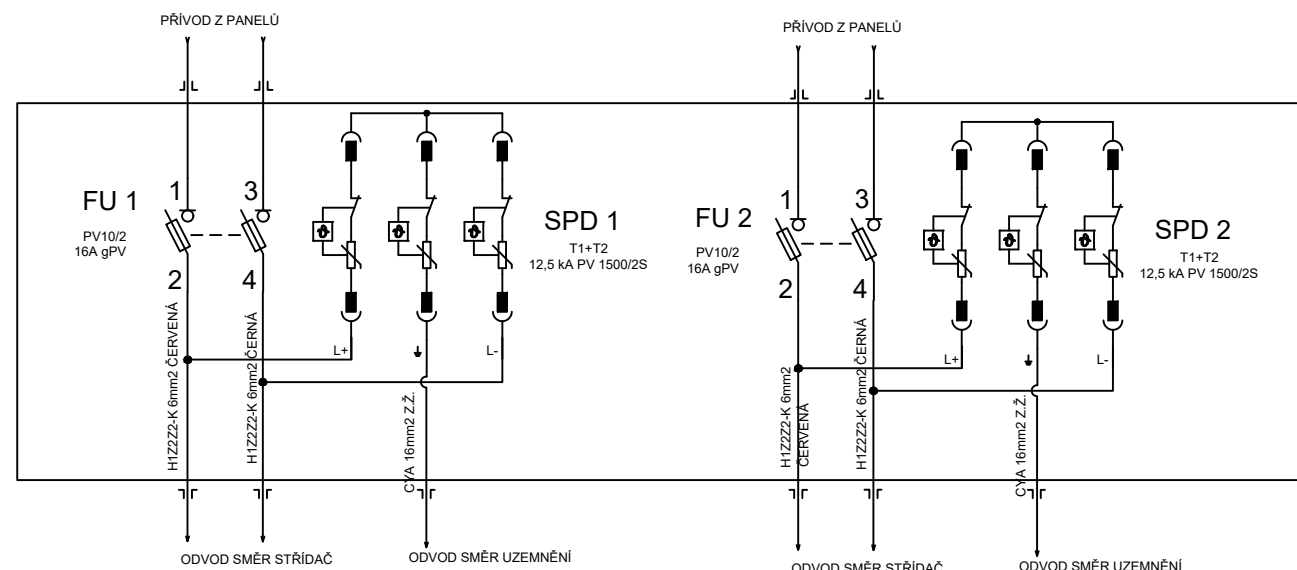 PŘÍVOD Z PANELŮ
FU 1
PV10/2
16A gPV
1
3
2
4
SPD 1
T1+T2
12,5 kA PV 1500/2S
L+
L-
H1Z2Z2-K 6mm2 ČERVENÁ
H1Z2Z2-K 6mm2 ČERNÁ
CYA 16mm2 Z.Ž.
ODVOD SMĚR STŘÍDAČ
ODVOD SMĚR UZEMNĚNÍ
PŘÍVOD Z PANELŮ
FU 2
PV10/2
16A gPV
1
3
2
4
SPD 2
T1+T2
12,5 kA PV 1500/2S
L+
L-
H1Z2Z2-K 6mm2
ČERVENÁ
H1Z2Z2-K 6mm2 ČERNÁ
CYA 16mm2 Z.Ž.
ODVOD SMĚR STŘÍDAČ
ODVOD SMĚR UZEMNĚNÍ